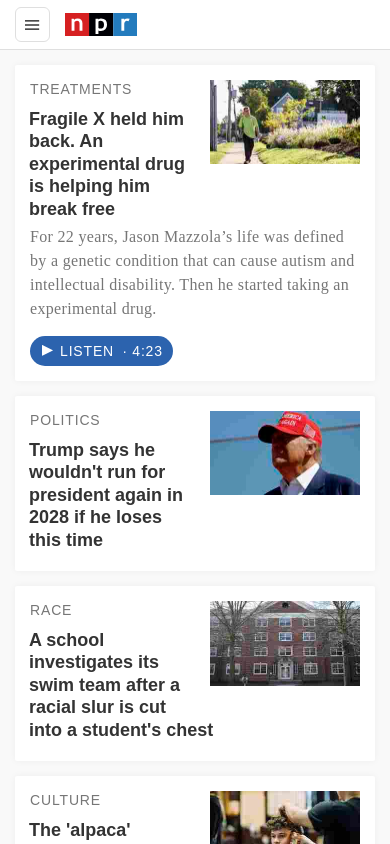 npr
TREATMENTS
Fragile X held him
back. An
experimental drug
is helping him
break free
For 22 years, Jason Mazzola’s life was defined
by a genetic condition that can cause autism and
intellectual disability. Then he started taking an
experimental drug.
LISTEN · 4:23
POLITICS
Trump says he
wouldn't run for
president again in
2028 if he loses
this time
AMERICA
AGAIN
RACE
A school
investigates its
swim team after a
racial slur is cut
into a student's chest
CULTURE
The 'alpaca'